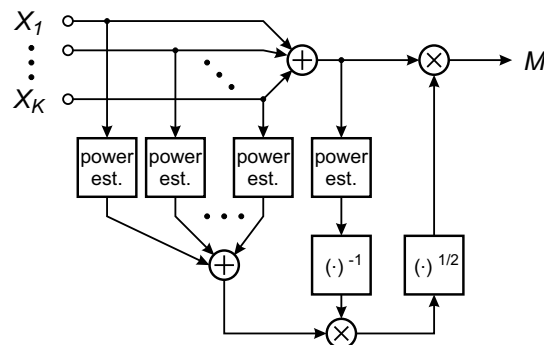 X1
M
XK
power est.
power est.
power est.
power est.
(·) -1
(·) 1/2